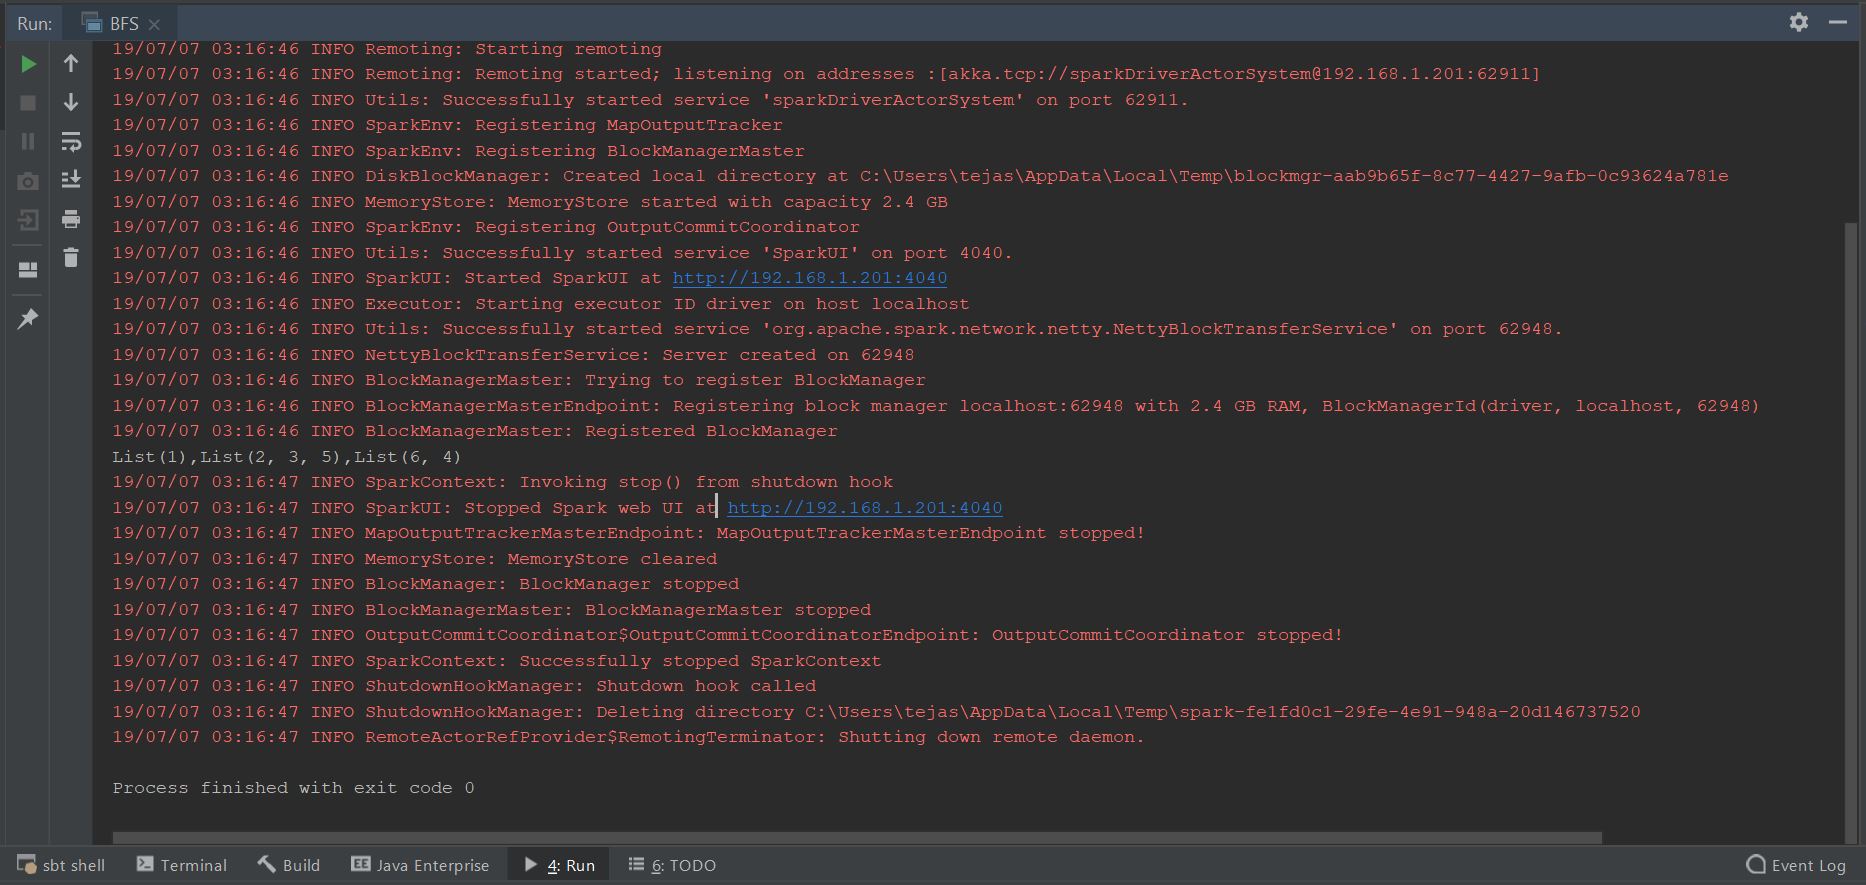 Run: BFS
19/07/07 03:16:46 INFO Remoting: Starting remoting
19/07/07 03:16:46 INFO Remoting: Remoting started; listening on addresses :[akka.tcp://sparkDriverActorSystem@192.168.1.201:62911]
19/07/07 03:16:46 INFO Utils: Successfully started service 'sparkDriverActorSystem' on port 62911.
19/07/07 03:16:46 INFO SparkEnv: Registering MapOutputTracker
19/07/07 03:16:46 INFO SparkEnv: Registering BlockManagerMaster
19/07/07 03:16:46 INFO DiskBlockManager: Created local directory at C:\Users\tejas\AppData\Local\Temp\blockmgr-aab9b65f-8c77-4427-9afb-0c93624a781e
19/07/07 03:16:46 INFO MemoryStore: MemoryStore started with capacity 2.4 GB
19/07/07 03:16:46 INFO SparkEnv: Registering OutputCommitCoordinator
19/07/07 03:16:46 INFO Utils: Successfully started service 'SparkUI' on port 4040.
19/07/07 03:16:46 INFO SparkUI: Started SparkUI at http://192.168.1.201:4040
19/07/07 03:16:46 INFO Executor: Starting executor ID driver on host localhost
19/07/07 03:16:46 INFO Utils: Successfully started service 'org.apache.spark.network.netty.NettyBlockTransferService' on port 62948.
19/07/07 03:16:46 INFO NettyBlockTransferService: Server created on 62948
19/07/07 03:16:46 INFO BlockManagerMaster: Trying to register BlockManager
19/07/07 03:16:46 INFO BlockManagerMasterEndpoint: Registering block manager localhost:62948 with 2.4 GB RAM, BlockManagerId(driver, localhost, 62948)
19/07/07 03:16:46 INFO BlockManagerMaster: Registered BlockManager
List(1),List(2, 3, 5),List(6, 4)
19/07/07 03:16:47 INFO SparkContext: Invoking stop() from shutdown hook
19/07/07 03:16:47 INFO SparkUI: Stopped Spark web UI at http://192.168.1.201:4040
19/07/07 03:16:47 INFO MapOutputTrackerMasterEndpoint: MapOutputTrackerMasterEndpoint stopped!
19/07/07 03:16:47 INFO MemoryStore: MemoryStore cleared
19/07/07 03:16:47 INFO BlockManager: BlockManager stopped
19/07/07 03:16:47 INFO BlockManagerMaster: BlockManagerMaster stopped
19/07/07 03:16:47 INFO OutputCommitCoordinator$OutputCommitCoordinatorEndpoint: OutputCommitCoordinator stopped!
19/07/07 03:16:47 INFO SparkContext: Successfully stopped SparkContext
19/07/07 03:16:47 INFO ShutdownHookManager: Shutdown hook called
19/07/07 03:16:47 INFO ShutdownHookManager: Deleting directory C:\Users\tejas\AppData\Local\Temp\spark-fe1fd0c1-29fe-4e91-948a-20d146737520
19/07/07 03:16:47 INFO RemoteActorRefProvider$RemotingTerminator: Shutting down remote daemon.
Process finished with exit code 0
sbt shell Terminal Build Java Enterprise 4: Run 6: TODO Event Log